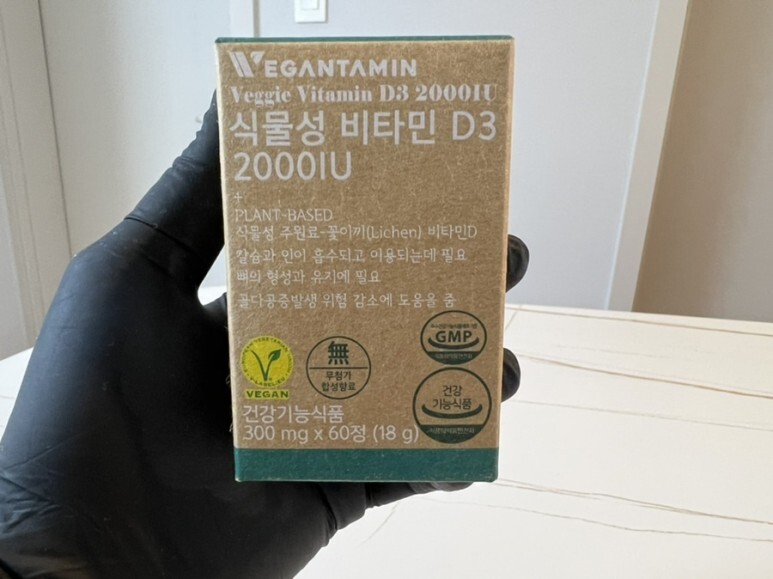 VEGANTAMIN
Veggie Vitamin D3 2000IU
식물성 비타민 D3
2000IU
+
PLANT-BASED
식물성 주원료-꽃이끼(Lichen) 비타민D
칼슘과 인이 흡수되고 이용되는데 필요
뼈의 형성과 유지에 필요
골다공증발생 위험 감소에 도움을 줌
V-LABEL.EU
VEGAN
無
무첨가
합성향료
GMP
건강
기능식품
건강기능식품
300 mg x 60정 (18 g)